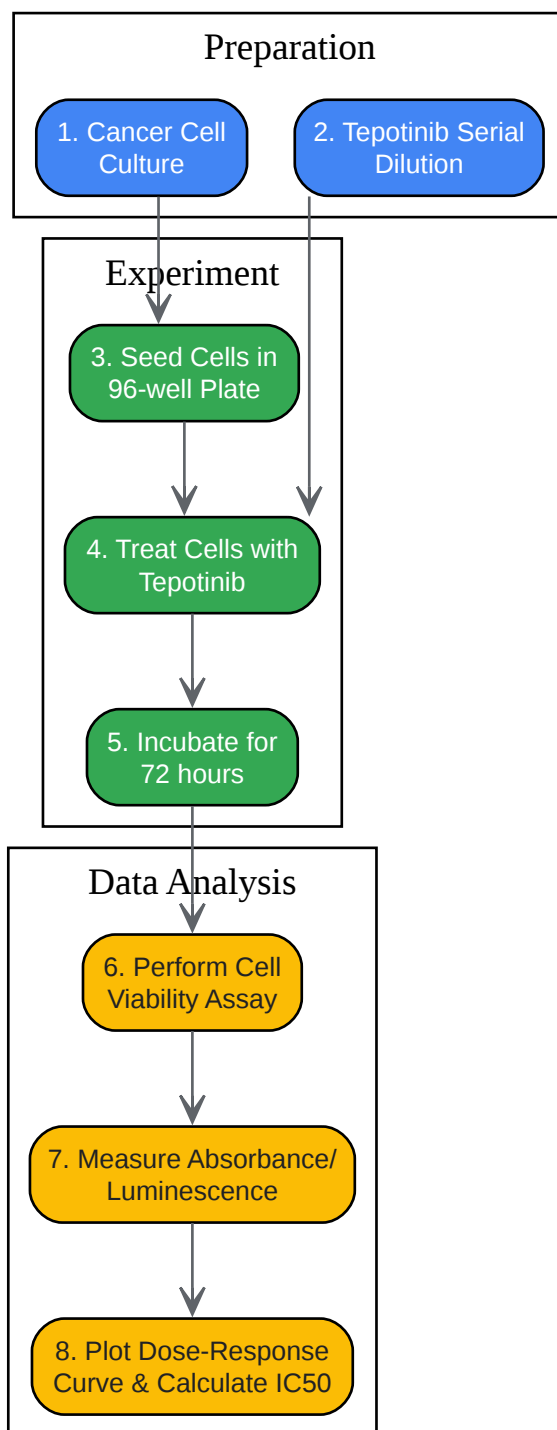 Preparation
1. Cancer Cell
Culture
2. Tepotinib Serial
Dilution
Experiment
3. Seed Cells in
96-well Plate
4. Treat Cells with
Tepotinib
5. Incubate for
72 hours
Data Analysis
6. Perform Cell
Viability Assay
7. Measure Absorbance/
Luminescence
8. Plot Dose-Response
Curve & Calculate IC50